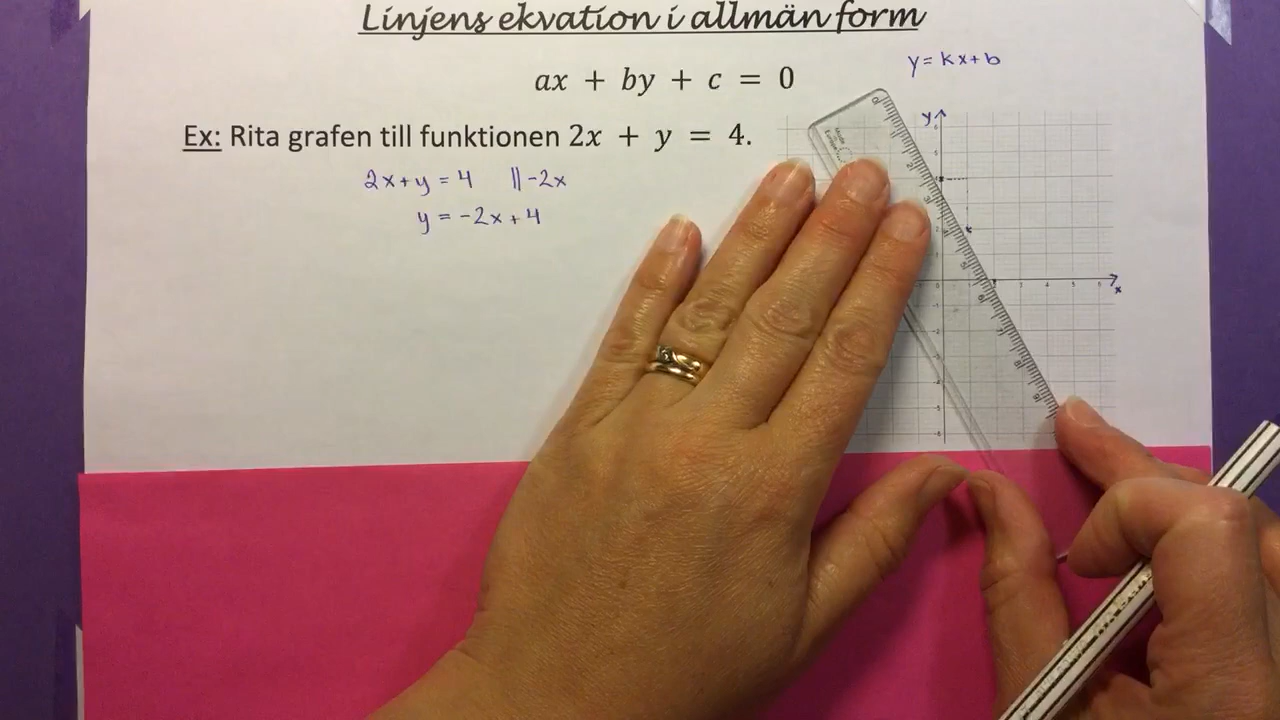 Linjens ekvation i allmän form
ax + by + c = 0
y = kx + b
Ex: Rita grafen till funktionen 2x + y = 4.
2x + y = 4 || -2x
y = -2x + 4
y
x